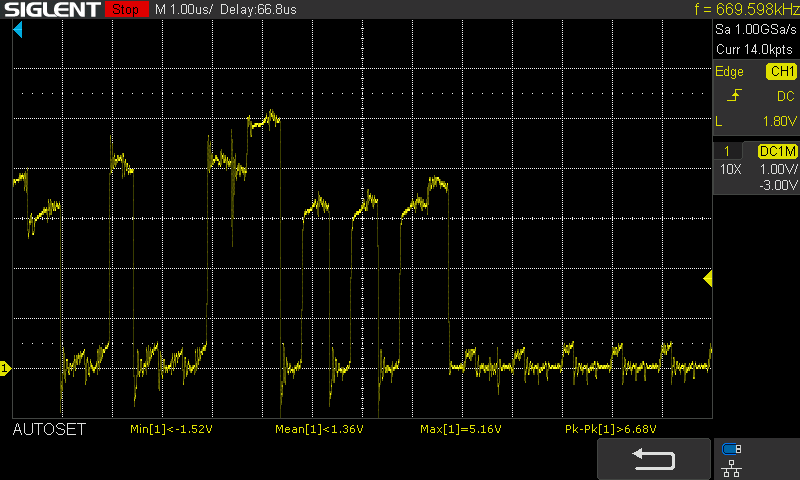 SIGLENT Stop M 1.00us/ Delay:66.8us f = 669.598kHz
Sa 1.00GSa/s
Curr 14.0kpts
Edge CH1
DC
L 1.80V
1 DC1M
10X 1.00V/
-3.00V
1
AUTOSET Min[1]<-1.52V Mean[1]<1.36V Max[1]=5.16V Pk-Pk[1]>6.68V